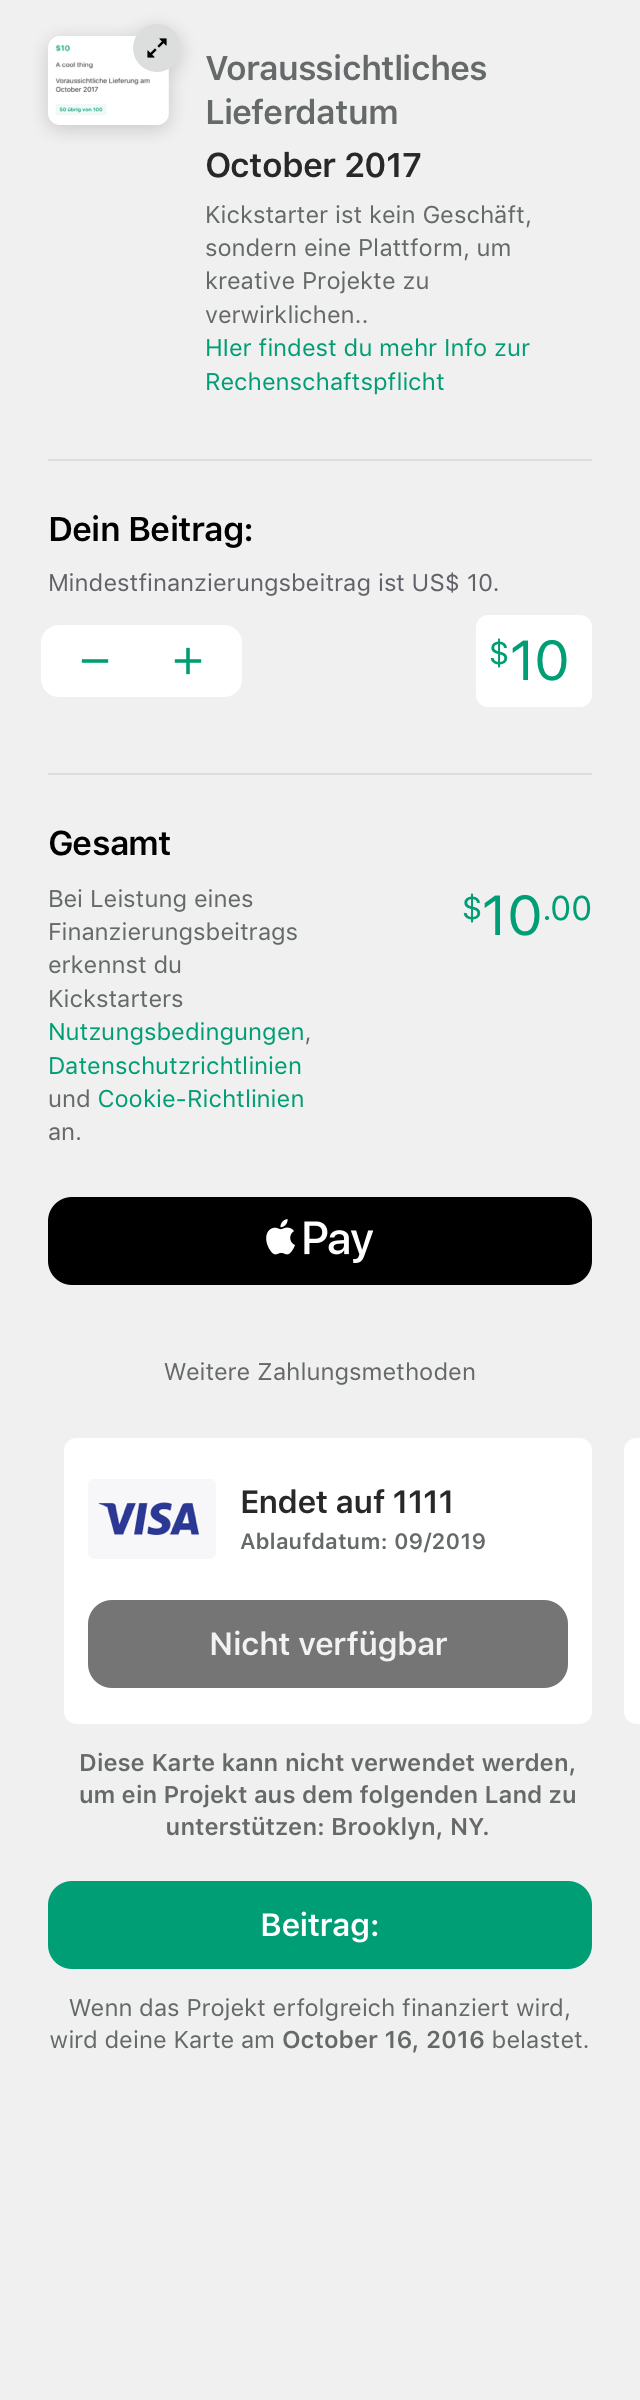 $10
A cool thing
Voraussichtliche Lieferung am
October 2017
50 übrig von 100
Voraussichtliches
Lieferdatum
October 2017
Kickstarter ist kein Geschäft,
sondern eine Plattform, um
kreative Projekte zu
verwirklichen..
HIer findest du mehr Info zur
Rechenschaftspflicht
Dein Beitrag:
Mindestfinanzierungsbeitrag ist US$ 10.
$10
Gesamt
Bei Leistung eines
Finanzierungsbeitrags
erkennst du
Kickstarters
Nutzungsbedingungen,
Datenschutzrichtlinien
und Cookie-Richtlinien
an.
$10.00
Pay
Weitere Zahlungsmethoden
VISA
Endet auf 1111
Ablaufdatum: 09/2019
Nicht verfügbar
Diese Karte kann nicht verwendet werden,
um ein Projekt aus dem folgenden Land zu
unterstützen: Brooklyn, NY.
Beitrag:
Wenn das Projekt erfolgreich finanziert wird,
wird deine Karte am October 16, 2016 belastet.